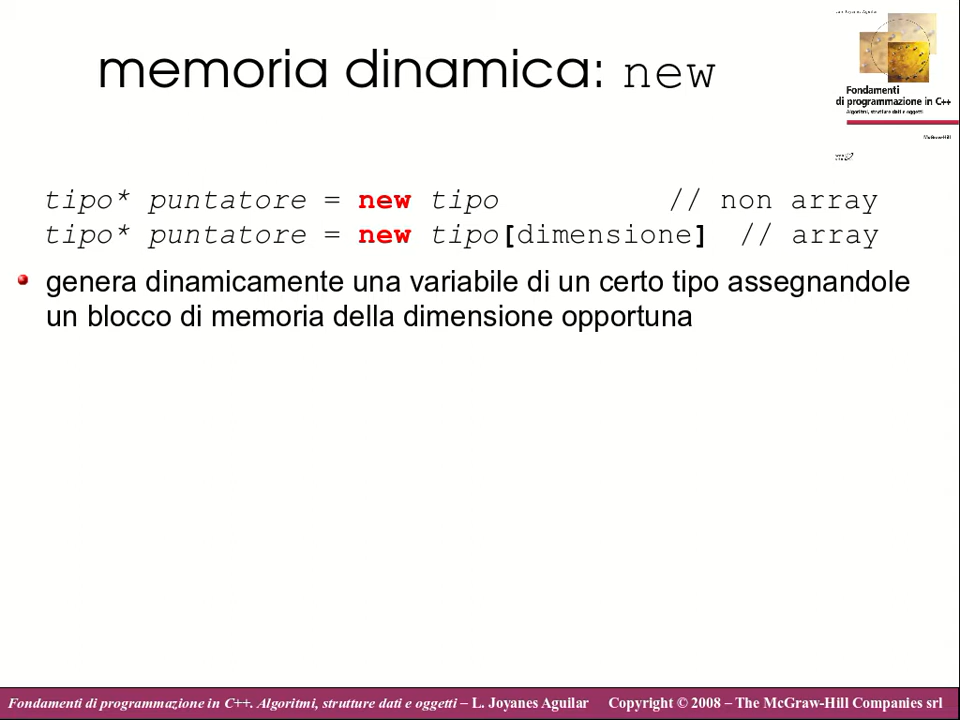 memoria dinamica: new
Fondamenti
di programmazione in C++
Algoritmi, strutture dati e oggetti
McGraw-Hill
tipo* puntatore = new tipo // non array
tipo* puntatore = new tipo[dimensione] // array
genera dinamicamente una variabile di un certo tipo assegnandole
un blocco di memoria della dimensione opportuna
Fondamenti di programmazione in C++. Algoritmi, strutture dati e oggetti – L. Joyanes Aguilar Copyright © 2008 – The McGraw-Hill Companies srl